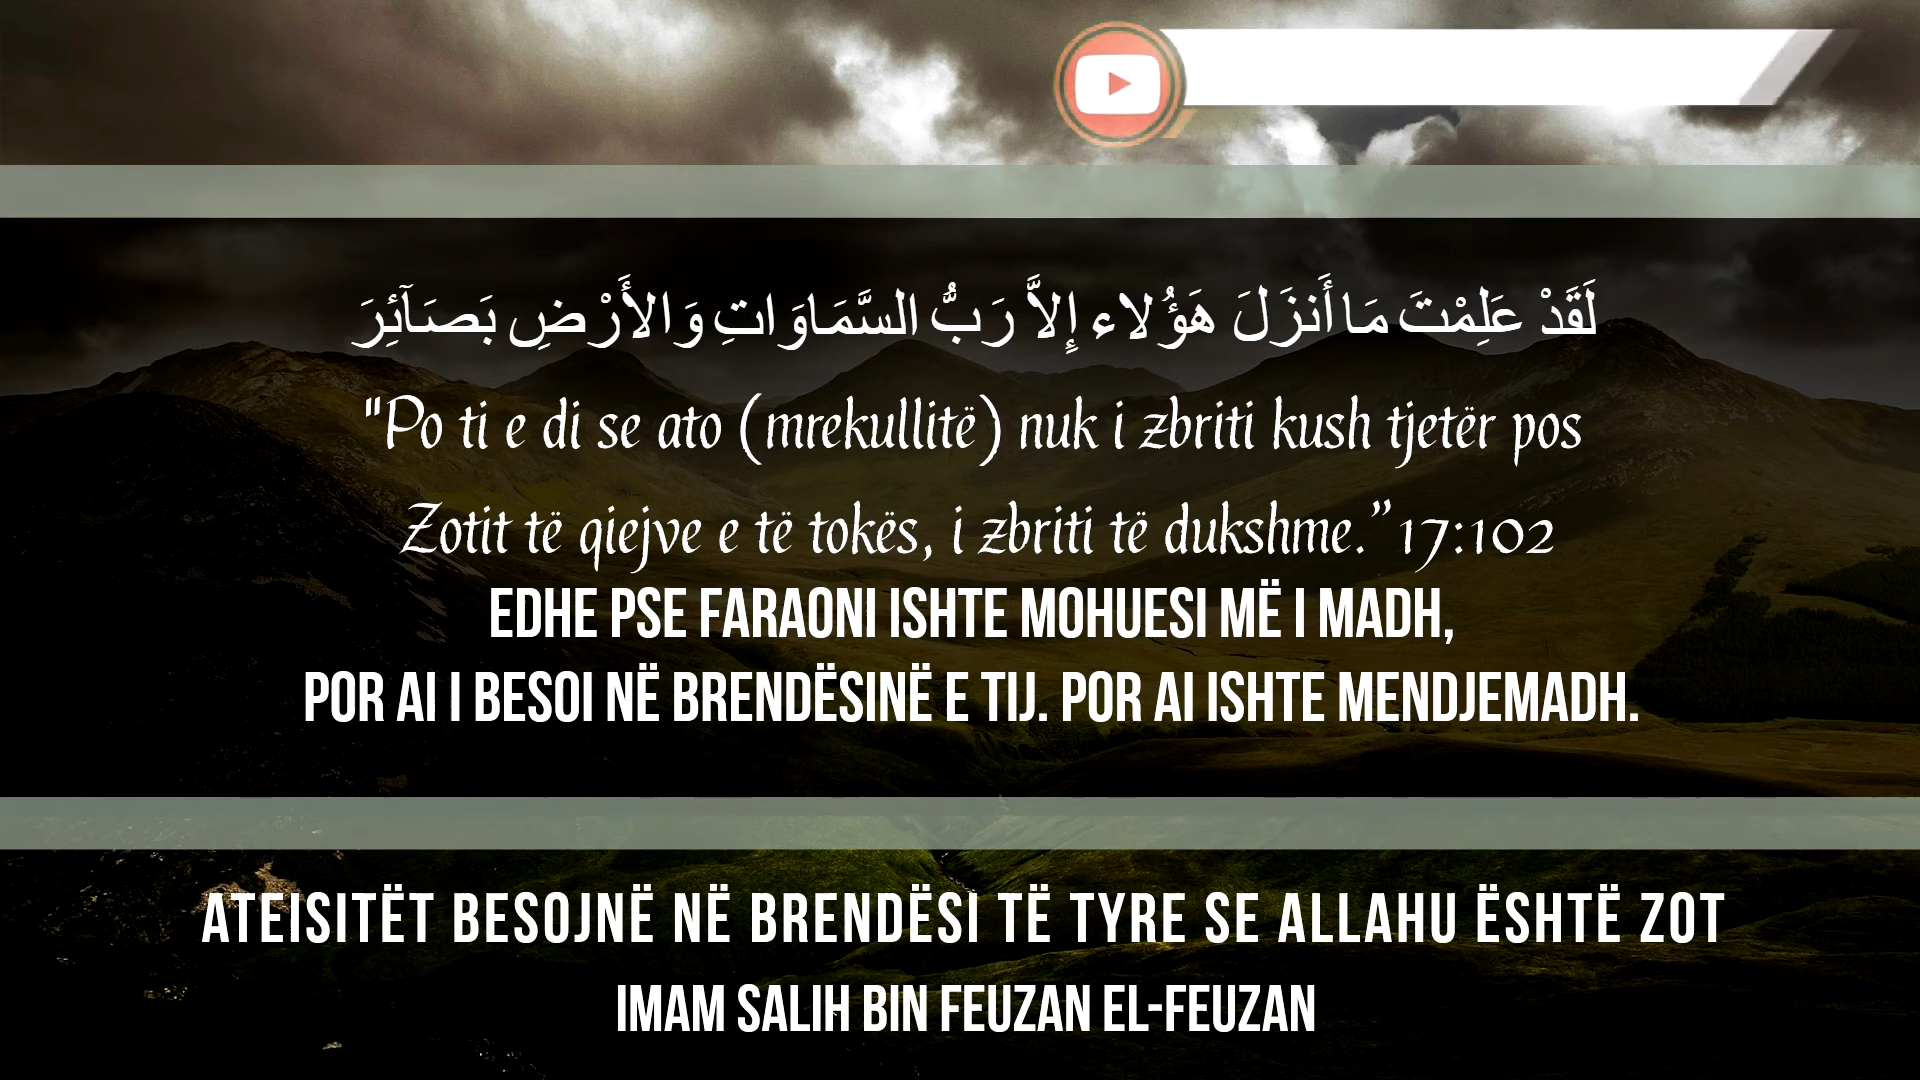 لَقَدْ عَلِمْتَ مَا أَنزَلَ هَؤُلاء إِلاَّ رَبُّ السَّمَاوَاتِ وَالأَرْضِ بَصَآئِرَ
"Po ti e di se ato (mrekullitë) nuk i zbriti kush tjetër pos
Zotit të qiejve e të tokës, i zbriti të dukshme.” 17:102
EDHE PSE FARAONI ISHTE MOHUESI MË I MADH,
POR AI I BESOI NË BRENDËSINË E TIJ. POR AI ISHTE MENDJEMADH.
ATEISITËT BESOJNË NË BRENDËSI TË TYRE SE ALLAHU ËSHTË ZOT
IMAM SALIH BIN FEUZAN EL-FEUZAN